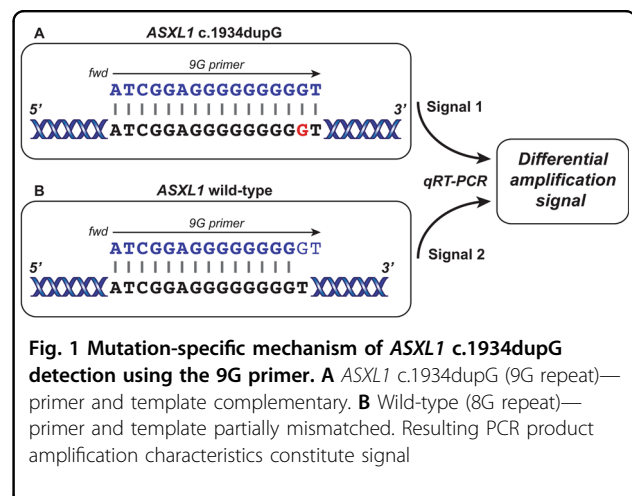 A
ASXL1 c.1934dupG
9G primer
fwd
ATCGGAGGGGGGGGGT
5’ 3’
ATCGGAGGGGGGGGGT
Signal 1
B
ASXL1 wild-type
9G primer
fwd
ATCGGAGGGGGGGGGT
5’ 3’
ATCGGAGGGGGGGGT
Signal 2
qRT-PCR
Differential
amplification
signal
Fig. 1 Mutation-specific mechanism of ASXL1 c.1934dupG
detection using the 9G primer. A ASXL1 c.1934dupG (9G repeat)—
primer and template complementary. B Wild-type (8G repeat)—
primer and template partially mismatched. Resulting PCR product
amplification characteristics constitute signal